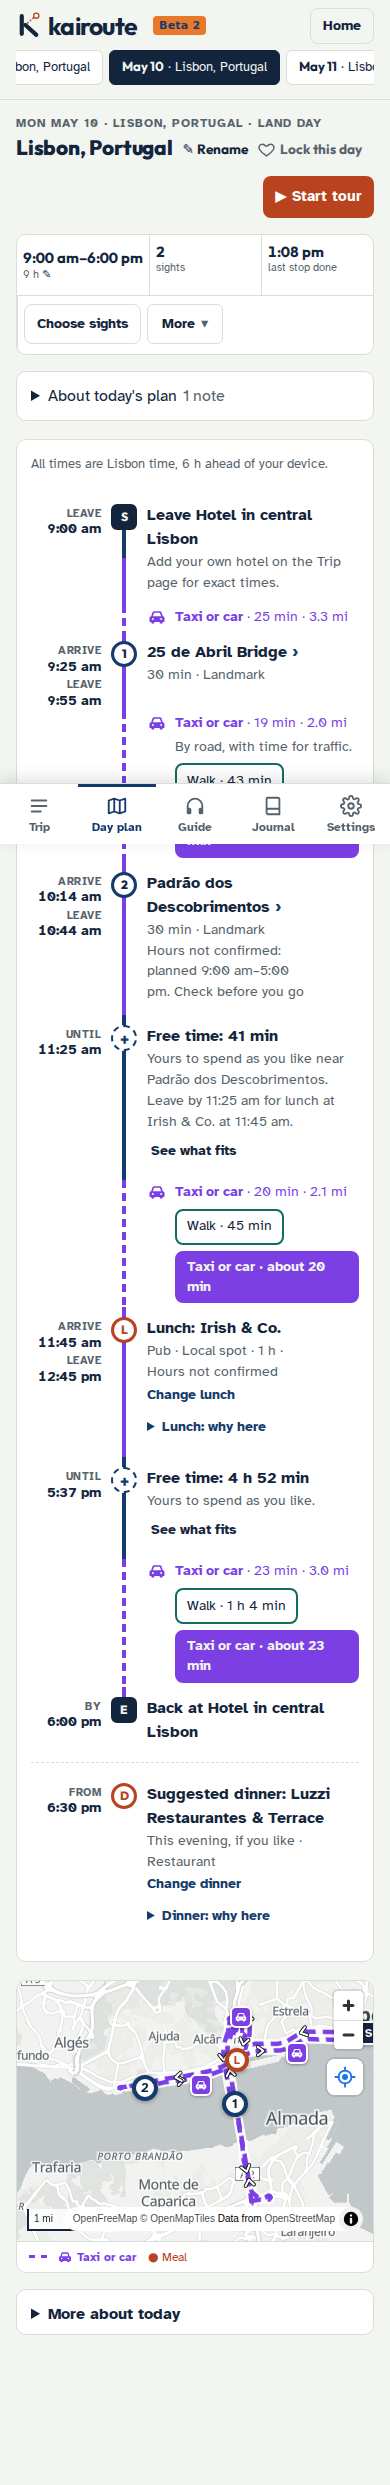 kairoute Beta 2 Home
bon, Portugal May 10 · Lisbon, Portugal May 11 · Lisb
MON MAY 10 · LISBON, PORTUGAL · LAND DAY
Lisbon, Portugal ✎ Rename Lock this day
▶ Start tour
9:00 am–6:00 pm 2 1:08 pm
9 h ✎ sights last stop done
Choose sights More ▼
▶ About today's plan 1 note
All times are Lisbon time, 6 h ahead of your device.
LEAVE
9:00 am
S
Leave Hotel in central
Lisbon
Add your own hotel on the Trip
page for exact times.
Taxi or car · 25 min · 3.3 mi
ARRIVE
9:25 am
LEAVE
9:55 am
1
25 de Abril Bridge ›
30 min · Landmark
Taxi or car · 19 min · 2.0 mi
By road, with time for traffic.
Walk · 43 min
Trip Day plan Guide Journal Settings
ARRIVE
10:14 am
LEAVE
10:44 am
2
Padrão dos
Descobrimentos ›
30 min · Landmark
Hours not confirmed:
planned 9:00 am–5:00
pm. Check before you go
UNTIL
11:25 am
+
Free time: 41 min
Yours to spend as you like near
Padrão dos Descobrimentos.
Leave by 11:25 am for lunch at
Irish & Co. at 11:45 am.
See what fits
Taxi or car · 20 min · 2.1 mi
Walk · 45 min
Taxi or car · about 20
min
ARRIVE
11:45 am
LEAVE
12:45 pm
L
Lunch: Irish & Co.
Pub · Local spot · 1 h ·
Hours not confirmed
Change lunch
▶ Lunch: why here
UNTIL
5:37 pm
+
Free time: 4 h 52 min
Yours to spend as you like.
See what fits
Taxi or car · 23 min · 3.0 mi
Walk · 1 h 4 min
Taxi or car · about 23
min
BY
6:00 pm
E
Back at Hotel in central
Lisbon
FROM
6:30 pm
D
Suggested dinner: Luzzi
Restaurantes & Terrace
This evening, if you like ·
Restaurant
Change dinner
▶ Dinner: why here
Estrela
Algés Ajuda Alcân
fundo
L
S
2
1
Almada
PORTO BRANDÃO
Trafaria
Monte de
Caparica
Laranjeiro
+
−
1 mi OpenFreeMap © OpenMapTiles Data from OpenStreetMap
Taxi or car Meal
▶ More about today